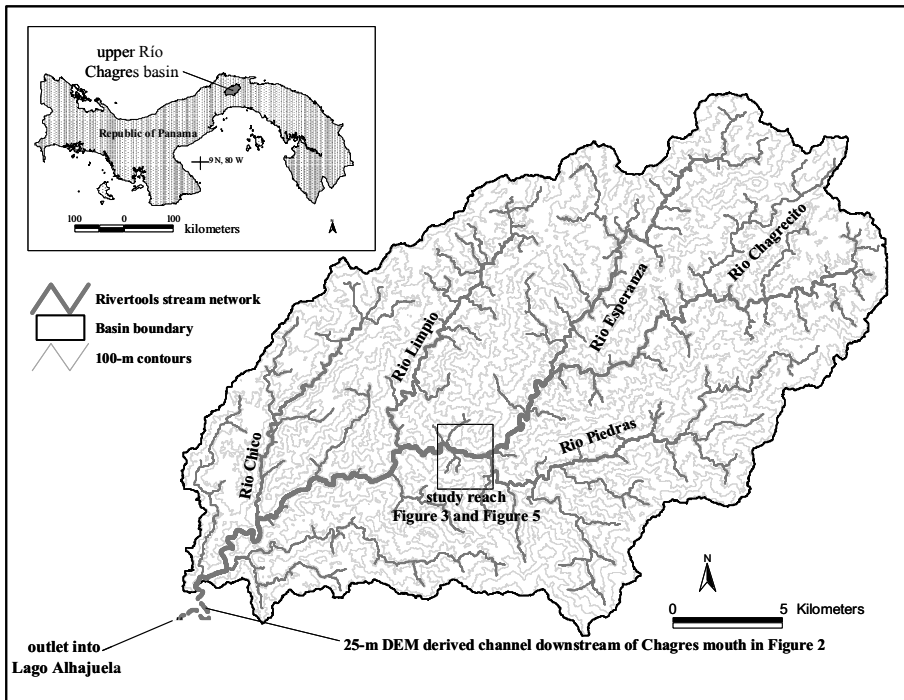 upper Río
Chagres basin
Republic of Panama
9 N, 80 W
100 0 100
kilometers
Rivertools stream network
Basin boundary
100-m contours
Rio Chico
Rio Limpio
Rio Esperanza
Rio Chagrecito
Rio Piedras
study reach
Figure 3 and Figure 5
N
0 5 Kilometers
outlet into
Lago Alhajuela
25-m DEM derived channel downstream of Chagres mouth in Figure 2